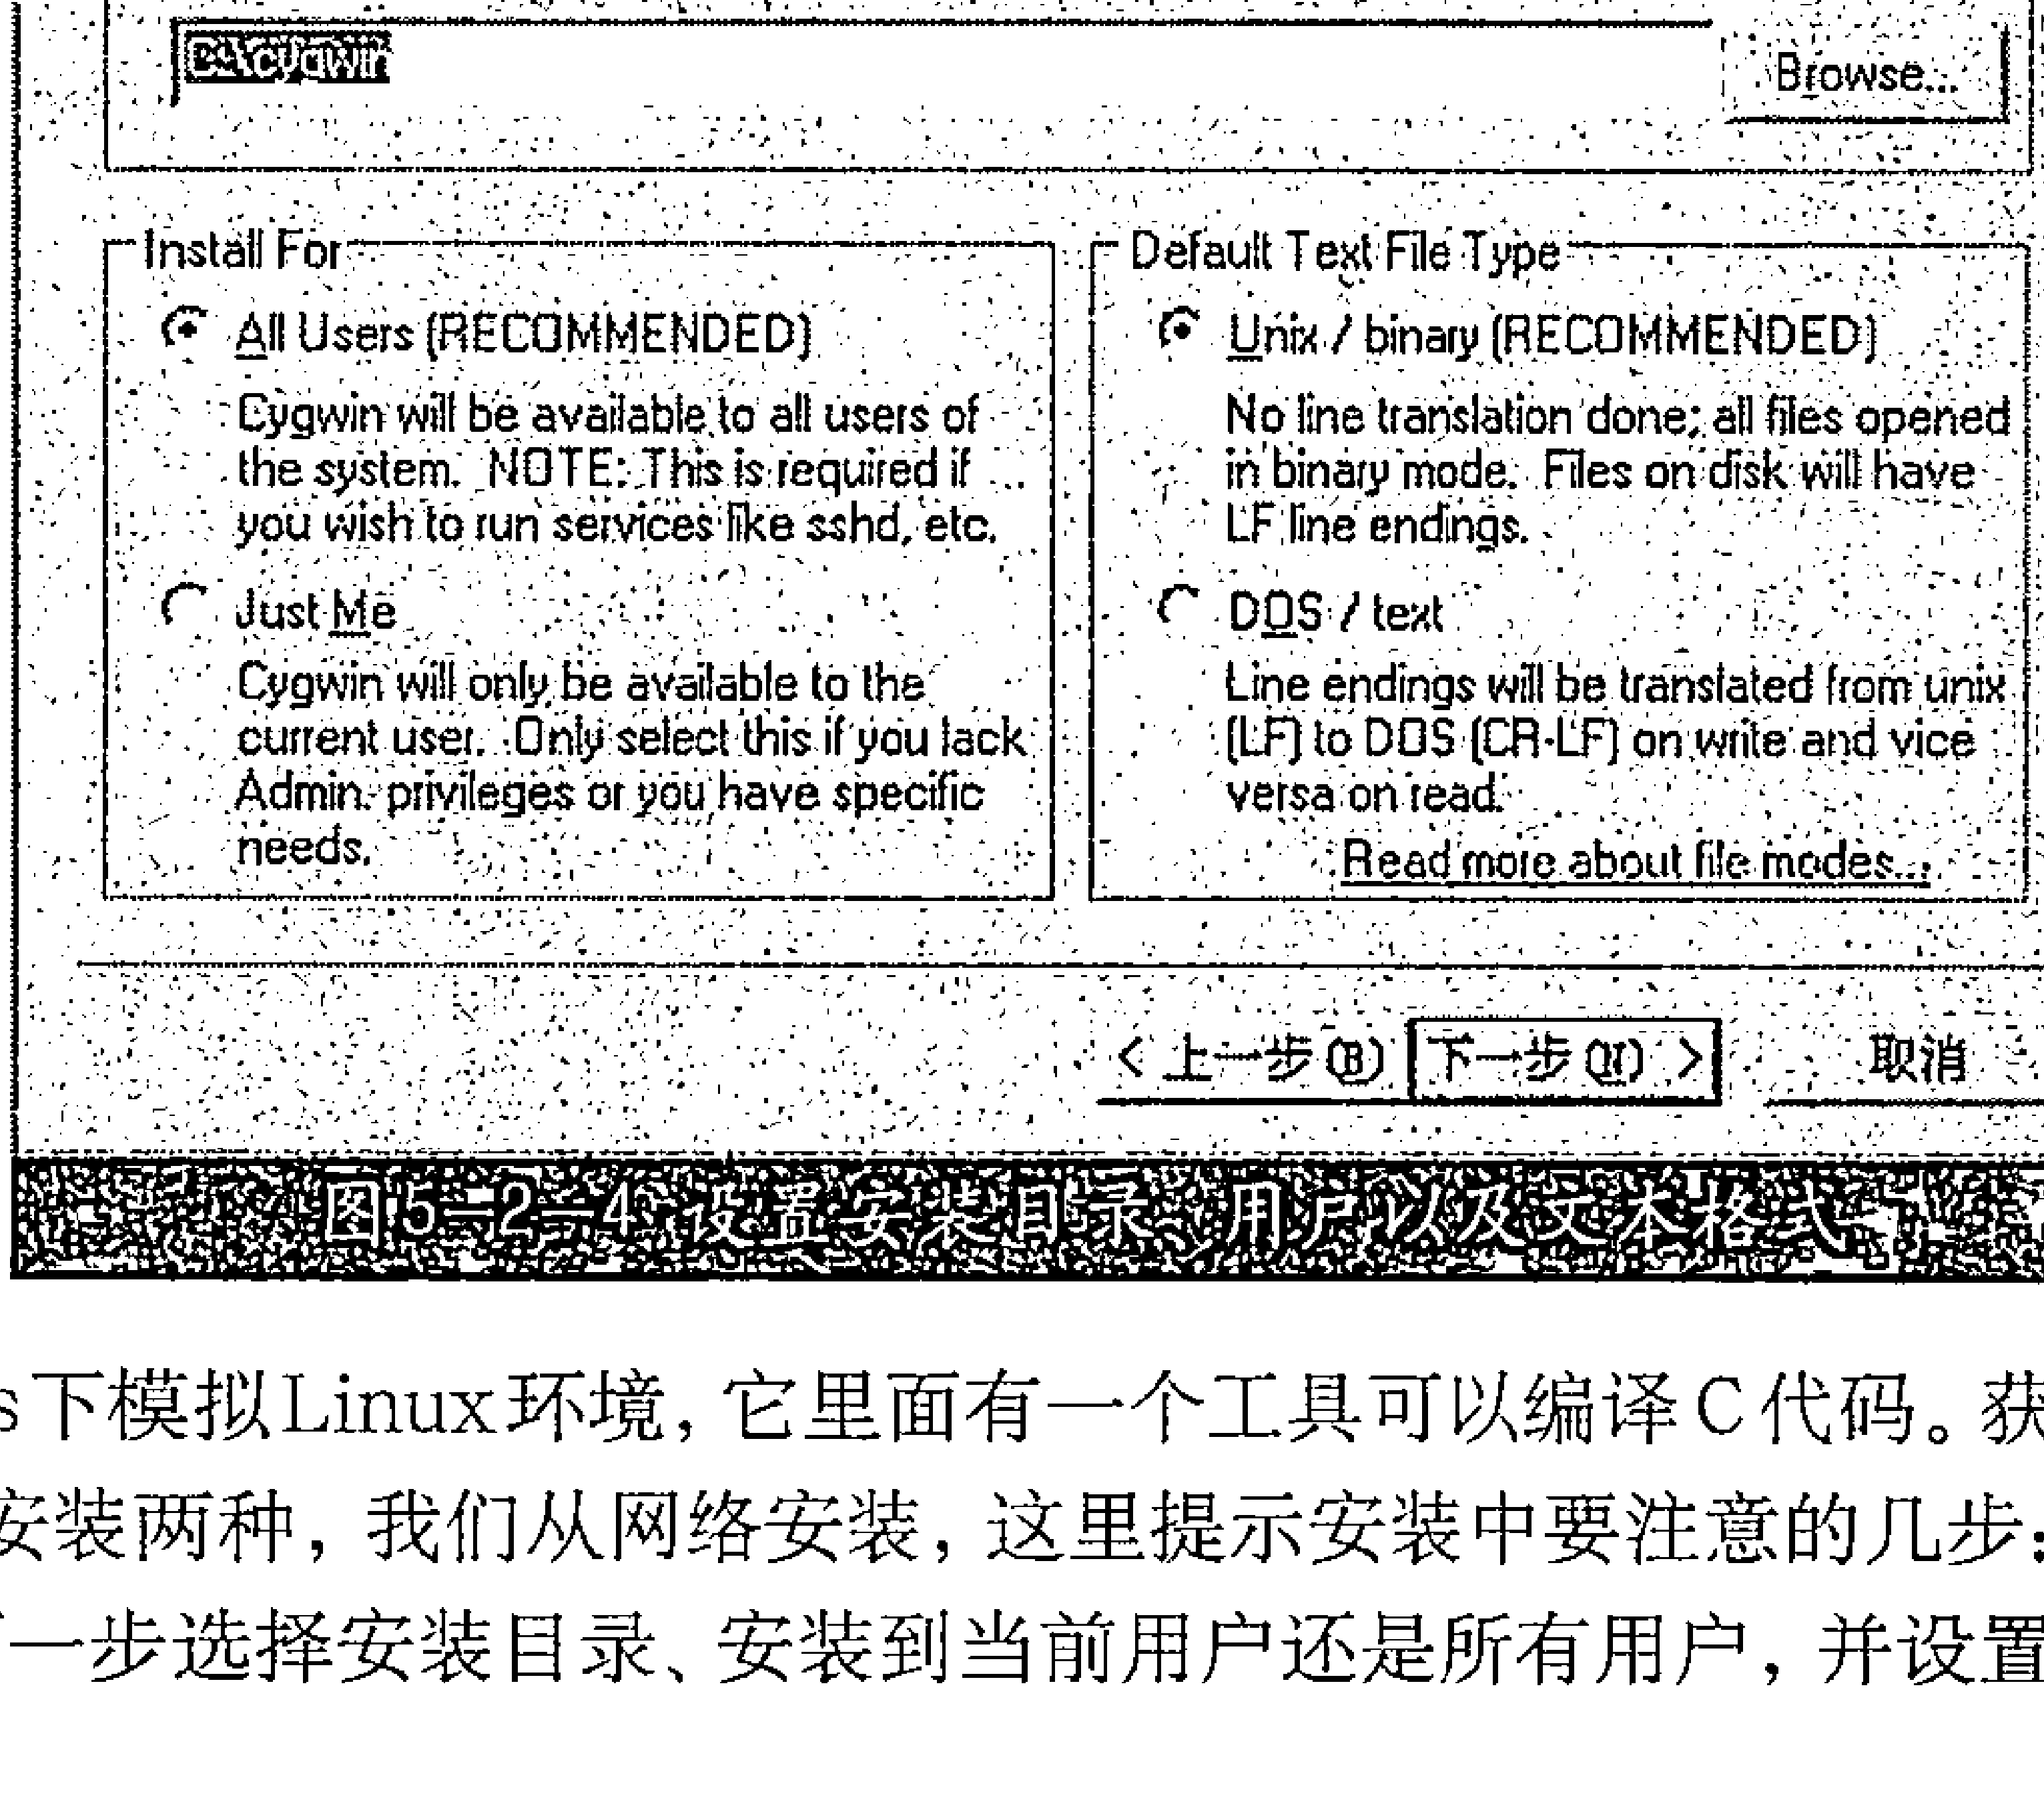 C:\cygwin
Browse...
Install For
All Users (RECOMMENDED)
Cygwin will be available to all users of
the system. NOTE: This is required if
you wish to run services like sshd, etc.
Just Me
Cygwin will only be available to the
current user. Only select this if you lack
Admin. privileges or you have specific
needs.
Default Text File Type
Unix / binary (RECOMMENDED)
No line translation done; all files opened
in binary mode. Files on disk will have
LF line endings.
DOS / text
Line endings will be translated from unix
(LF) to DOS (CR-LF) on write and vice
versa on read.
Read more about file modes...
< 上一步(B) 下一步(N) > 取消
图5-2-4 设置安装目录、用户以及文本格式
s下模拟Linux环境，它里面有一个工具可以编译C代码。获
安装两种，我们从网络安装，这里提示安装中要注意的几步：
一步选择安装目录、安装到当前用户还是所有用户，并设置